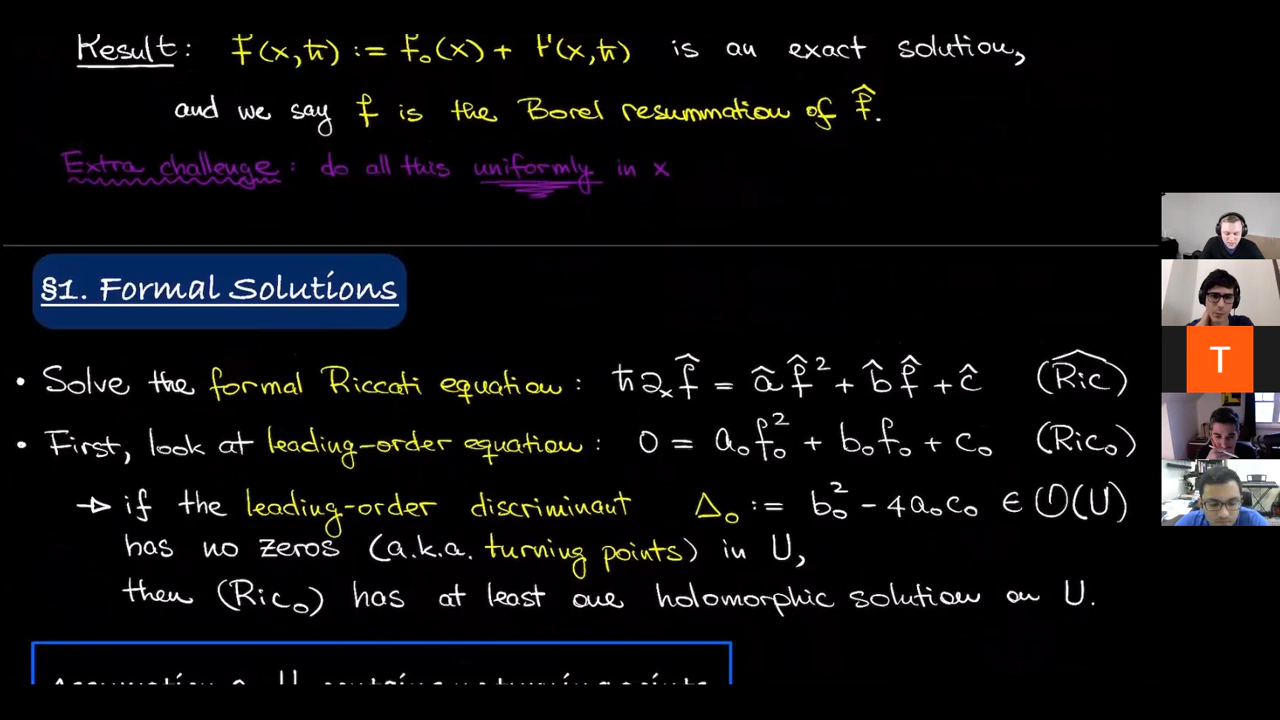 Result: f(x,ħ) := f₀(x) + F(x,ħ) is an exact solution,
and we say f is the Borel resummation of f̂.
Extra challenge: do all this uniformly in x
§1. Formal Solutions
• Solve the formal Riccati equation: ħ∂ₓf̂ = âf̂² + b̂f̂ + ĉ (R̂ic)
• First, look at leading-order equation: 0 = a₀f₀² + b₀f₀ + c₀ (Ric₀)
→ if the leading-order discriminant Δ₀ := b₀² - 4a₀c₀ ∈ O(U)
has no zeros (a.k.a. turning points) in U,
then (Ric₀) has at least one holomorphic solution on U.
T